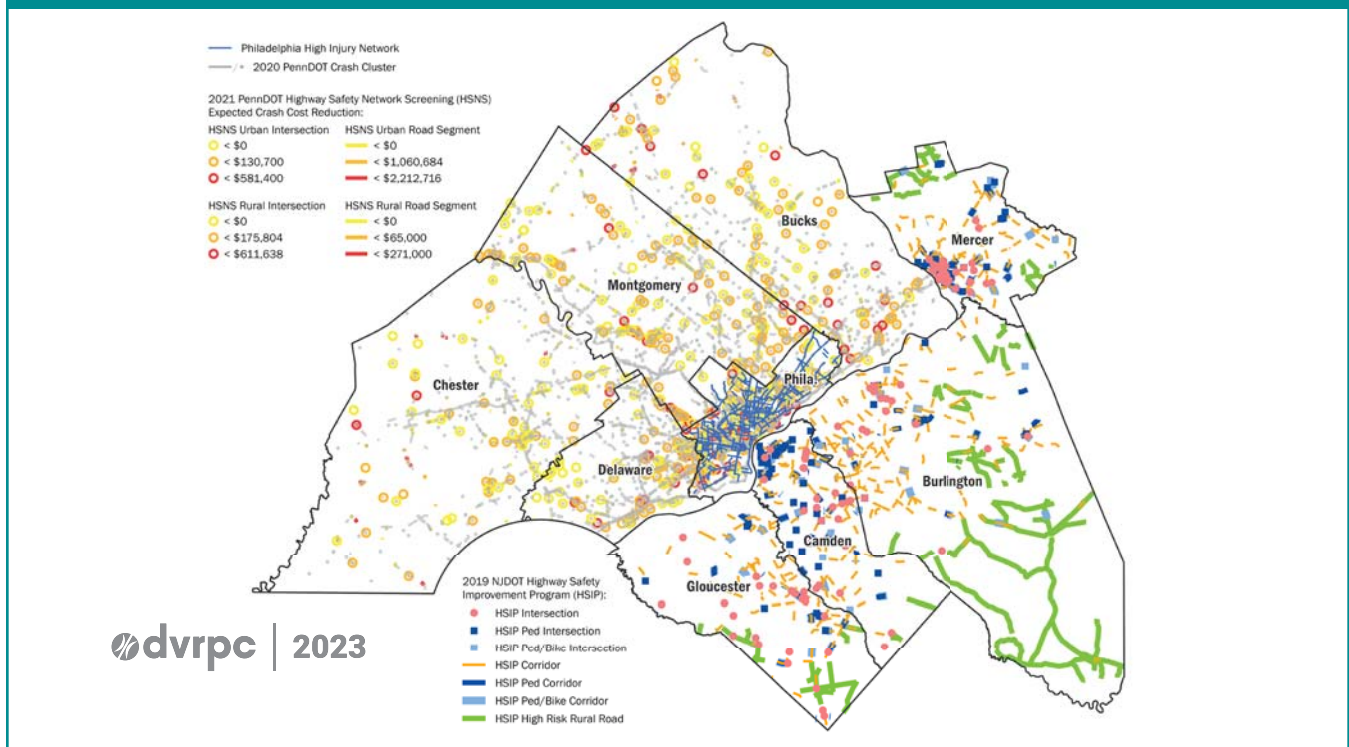 Philadelphia High Injury Network
2020 PennDOT Crash Cluster
2021 PennDOT Highway Safety Network Screening (HSNS)
Expected Crash Cost Reduction:
HSNS Urban Intersection HSNS Urban Road Segment
< $0 < $0
< $130,700 < $1,060,684
< $581,400 < $2,212,716
HSNS Rural Intersection HSNS Rural Road Segment
< $0 < $0
< $175,804 < $65,000
< $611,638 < $271,000
Bucks
Mercer
Montgomery
Phila.
Chester
Delaware
Burlington
Camden
Gloucester
2019 NJDOT Highway Safety
Improvement Program (HSIP):
HSIP Intersection
HSIP Ped Intersection
HSIP Ped/Bike Intersection
HSIP Corridor
HSIP Ped Corridor
HSIP Ped/Bike Corridor
HSIP High Risk Rural Road
dvrpc | 2023